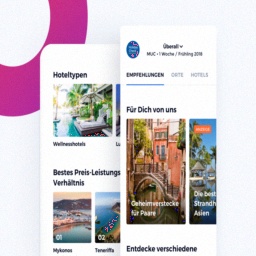 Hoteltypen
Wellnesshotels
Lu
Bestes Preis-Leistungs
Verhältnis
01
Mykonos
02
Teneriffa
Überall
MUC • 1 Woche / Frühling 2018
EMPFEHLUNGEN
ORTE
HOTELS
Für Dich von uns
Geheimverstecke
für Paare
Die best
Strandh
Asien
Entdecke verschiedene